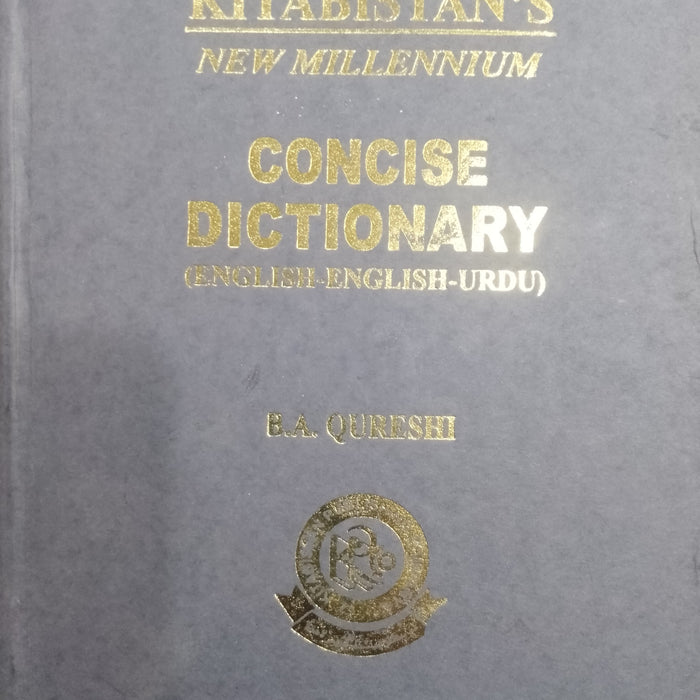 KITABISTAN'S
NEW MILLENNIUM
CONCISE
DICTIONARY
(ENGLISH-ENGLISH-URDU)
B.A. QURESHI